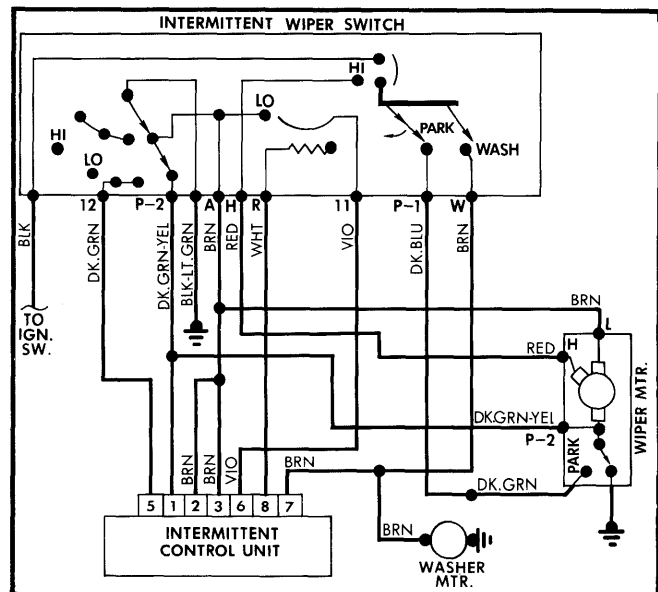 INTERMITTENT WIPER SWITCH
HI
LO
PARK
HI
LO
WASH
12
P-2
A
H
R
11
P-1
W
BLK
DK.GRN
DK.GRN-YEL
BLK-LT.GRN
BRN
RED
WHT
VIO
DK.BLU
BRN
TO
IGN.
SW.
BRN
L
RED
H
WIPER MTR.
DK.GRN-YEL
P-2
PARK
BRN
BRN
VIO
BRN
DK.GRN
5
1
2
3
6
8
7
INTERMITTENT
CONTROL UNIT
BRN
WASHER
MTR.